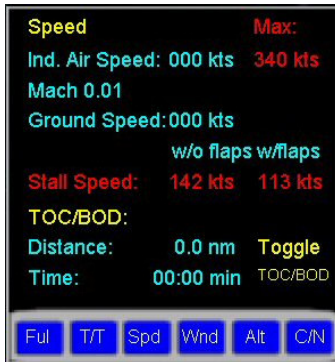 Speed Max:
Ind. Air Speed: 000 kts 340 kts
Mach 0.01
Ground Speed:000 kts
w/o flaps w/flaps
Stall Speed: 142 kts 113 kts
TOC/BOD:
Distance: 0.0 nm Toggle
Time: 00:00 min TOC/BOD
Ful T/T Spd Wnd Alt C/N